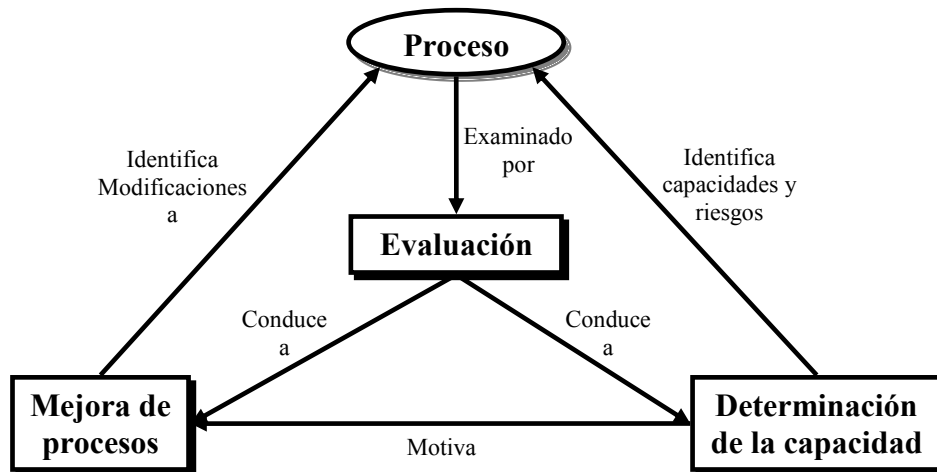 Proceso
Examinado
por
Identifica
Modificaciones
a
Identifica
capacidades y
riesgos
Evaluación
Conduce
a
Conduce
a
Mejora de
procesos
Motiva
Determinación
de la capacidad